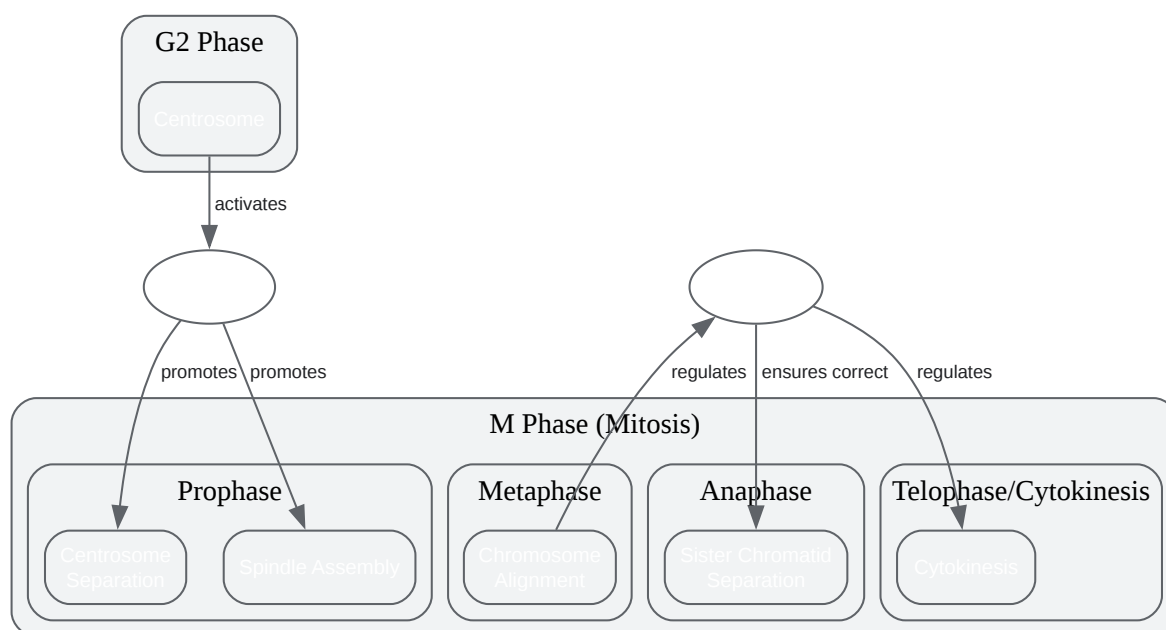 G2 Phase
Centrosome
activates
promotes
promotes
regulates
ensures correct
regulates
M Phase (Mitosis)
Prophase
Metaphase
Anaphase
Telophase/Cytokinesis
Centrosome
Separation
Spindle Assembly
Chromosome
Alignment
Sister Chromatid
Separation
Cytokinesis